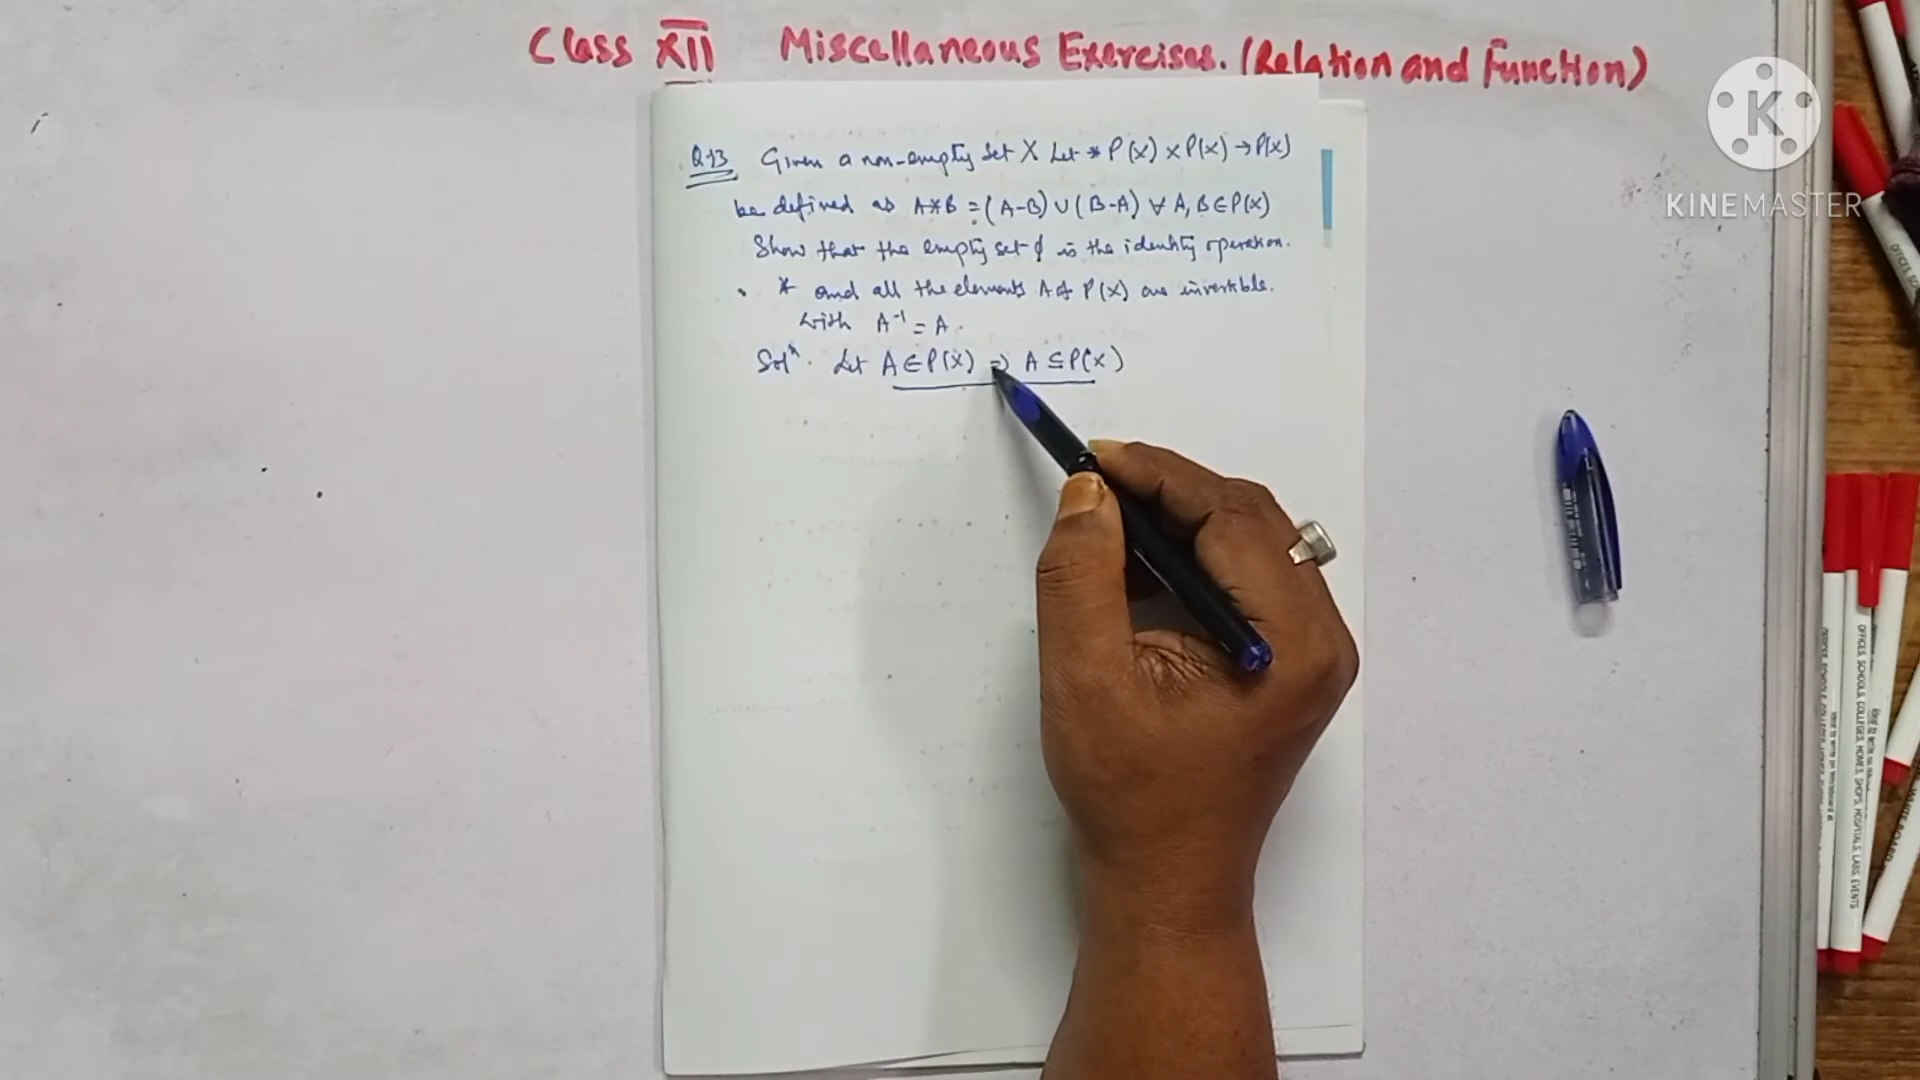 Class XII Miscellaneous Exercises. (Relation and Function)
KINEMASTER
Q.13 Given a non-empty set X Let * P(X) × P(X) → P(X)
be defined as A*B = (A-B) ∪ (B-A) ∀ A, B ∈ P(X)
Show that the empty set ϕ is the identity operation.
* and all the elements A of P(X) are invertible.
with A⁻¹ = A.
Solⁿ. Let A ∈ P(X) ⇒ A ⊆ P(X)